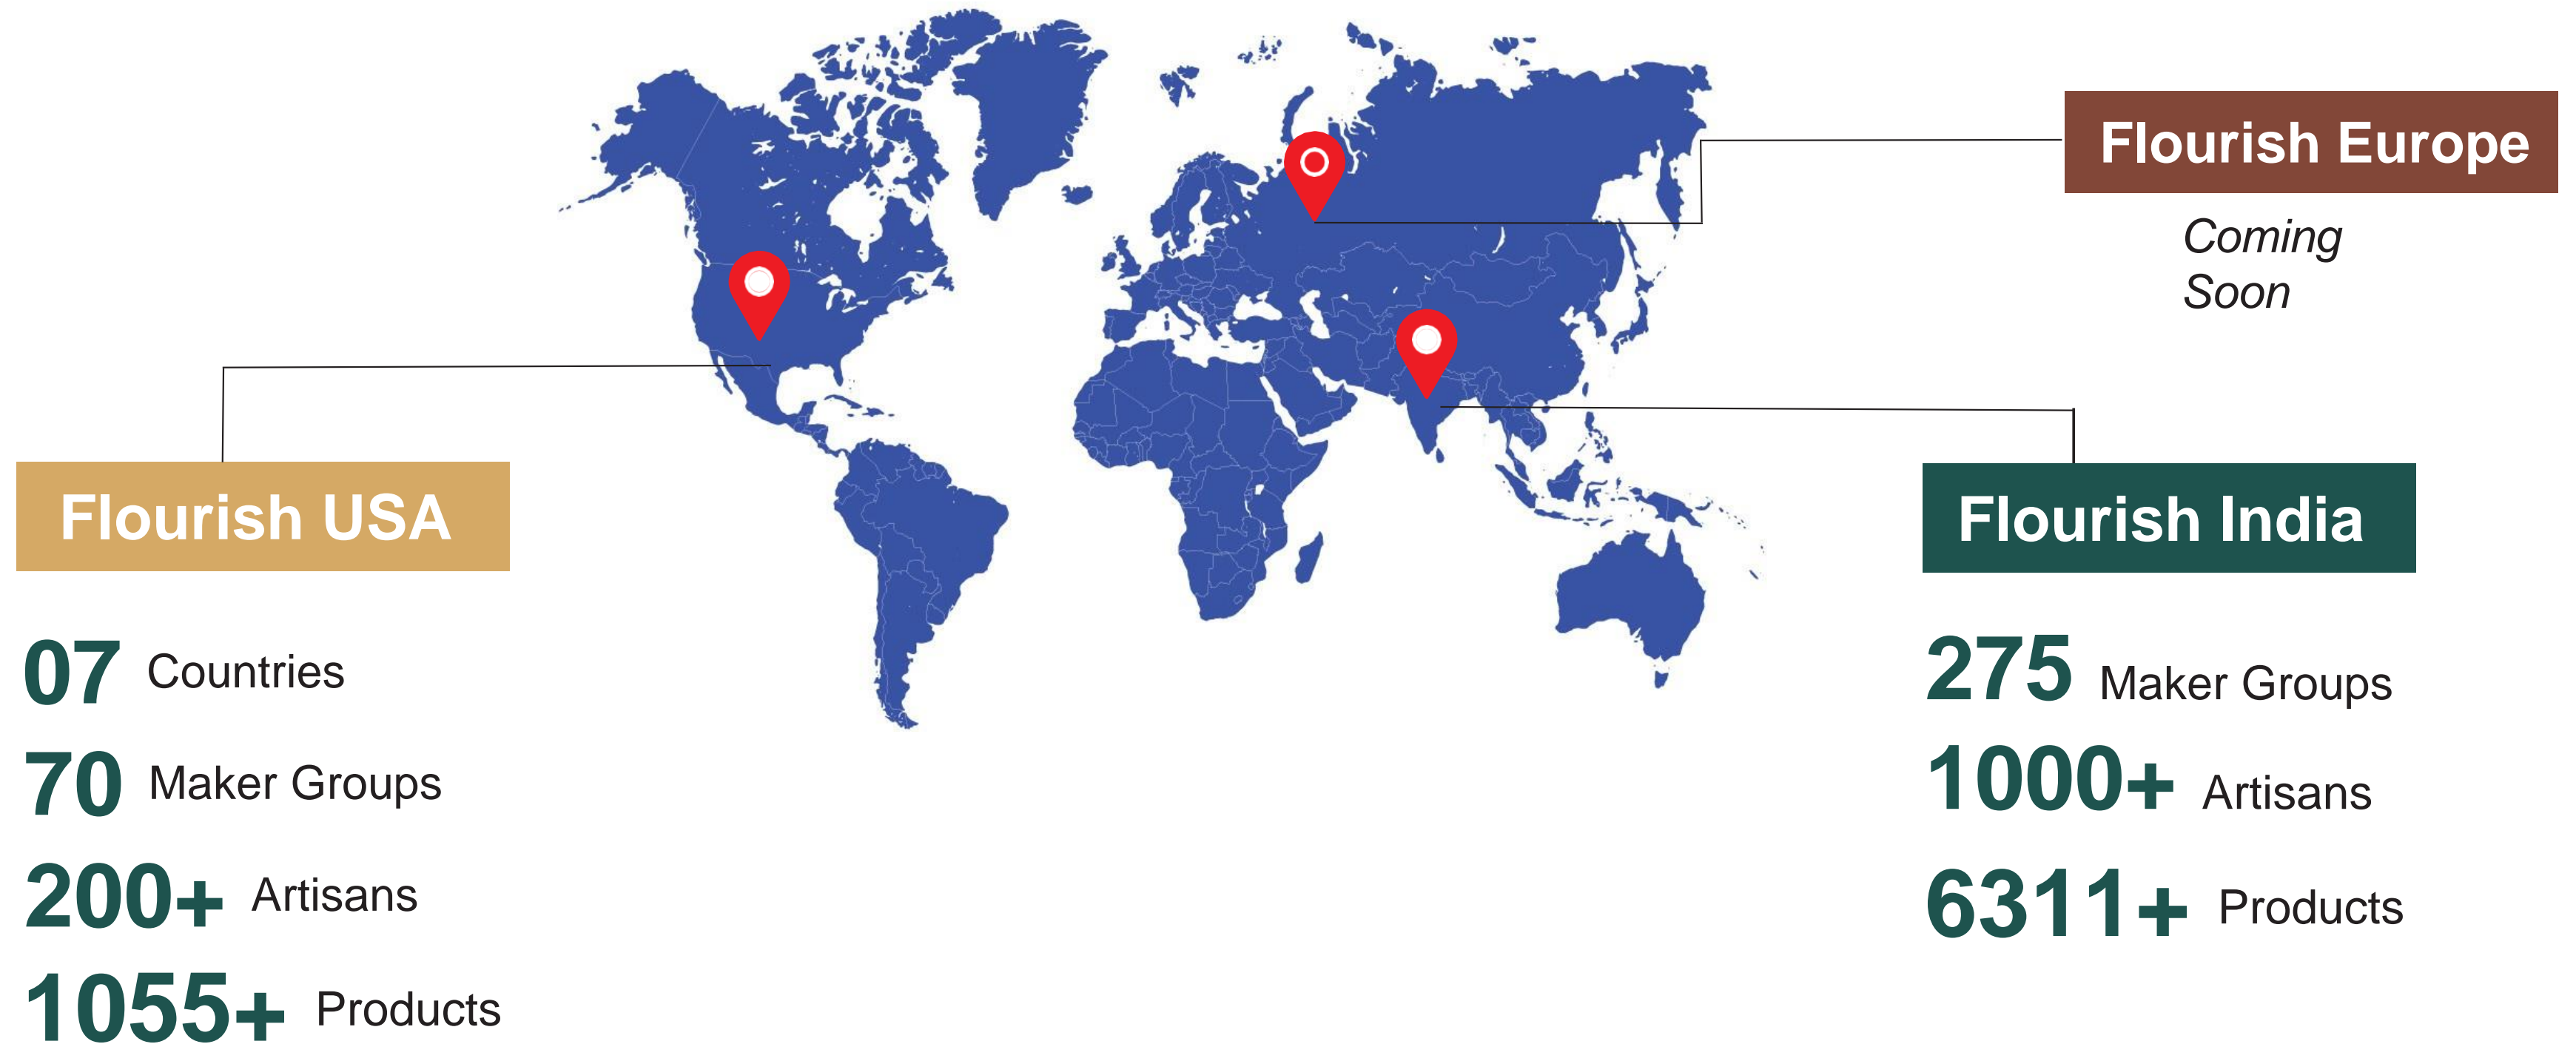 Flourish Europe
Coming
Soon
Flourish USA
07 Countries
70 Maker Groups
200+ Artisans
1055+ Products
Flourish India
275 Maker Groups
1000+ Artisans
6311+ Products